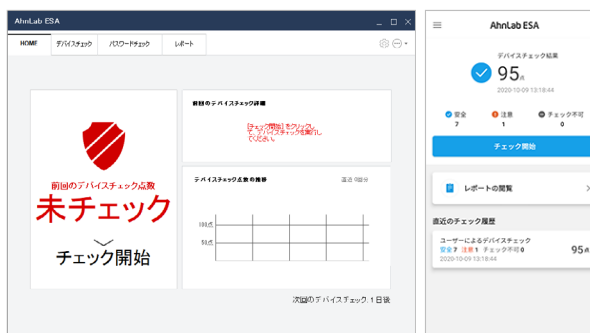 AhnLab ESA
HOME デバイスチェック パスワードチェック レポート
前回のデバイスチェック点数
未チェック
チェック開始
前回のデバイスチェック詳細
[チェック開始]をクリックし
て、デバイスチェックを実行し
てください。
デバイスチェック点数の推移 直近 0回分
100点
50点
次回のデバイスチェック: 1 日後
AhnLab ESA
デバイスチェック結果
95点
2020-10-09 13:18:44
安全 注意 チェック不可
7 1 0
チェック開始
レポートの閲覧
直近のチェック履歴
ユーザーによるデバイスチェック
安全 7 注意 1 チェック不可 0
95点
2020-10-09 13:18:44